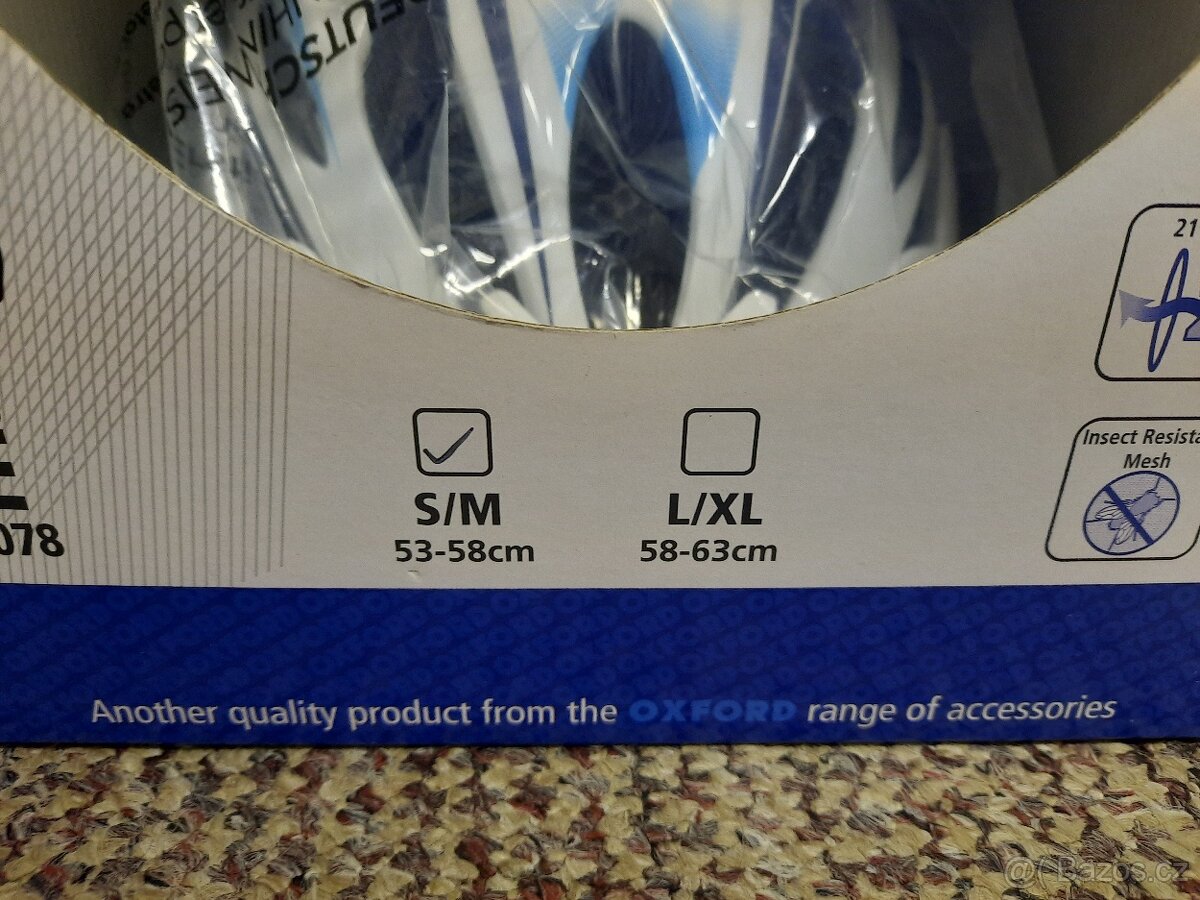 DEUTSCH
21
Insect Resista
Mesh
S/M
L/XL
53-58cm
58-63cm
078
Another quality product from the OXFORD range of accessories
@( Bazos.cz